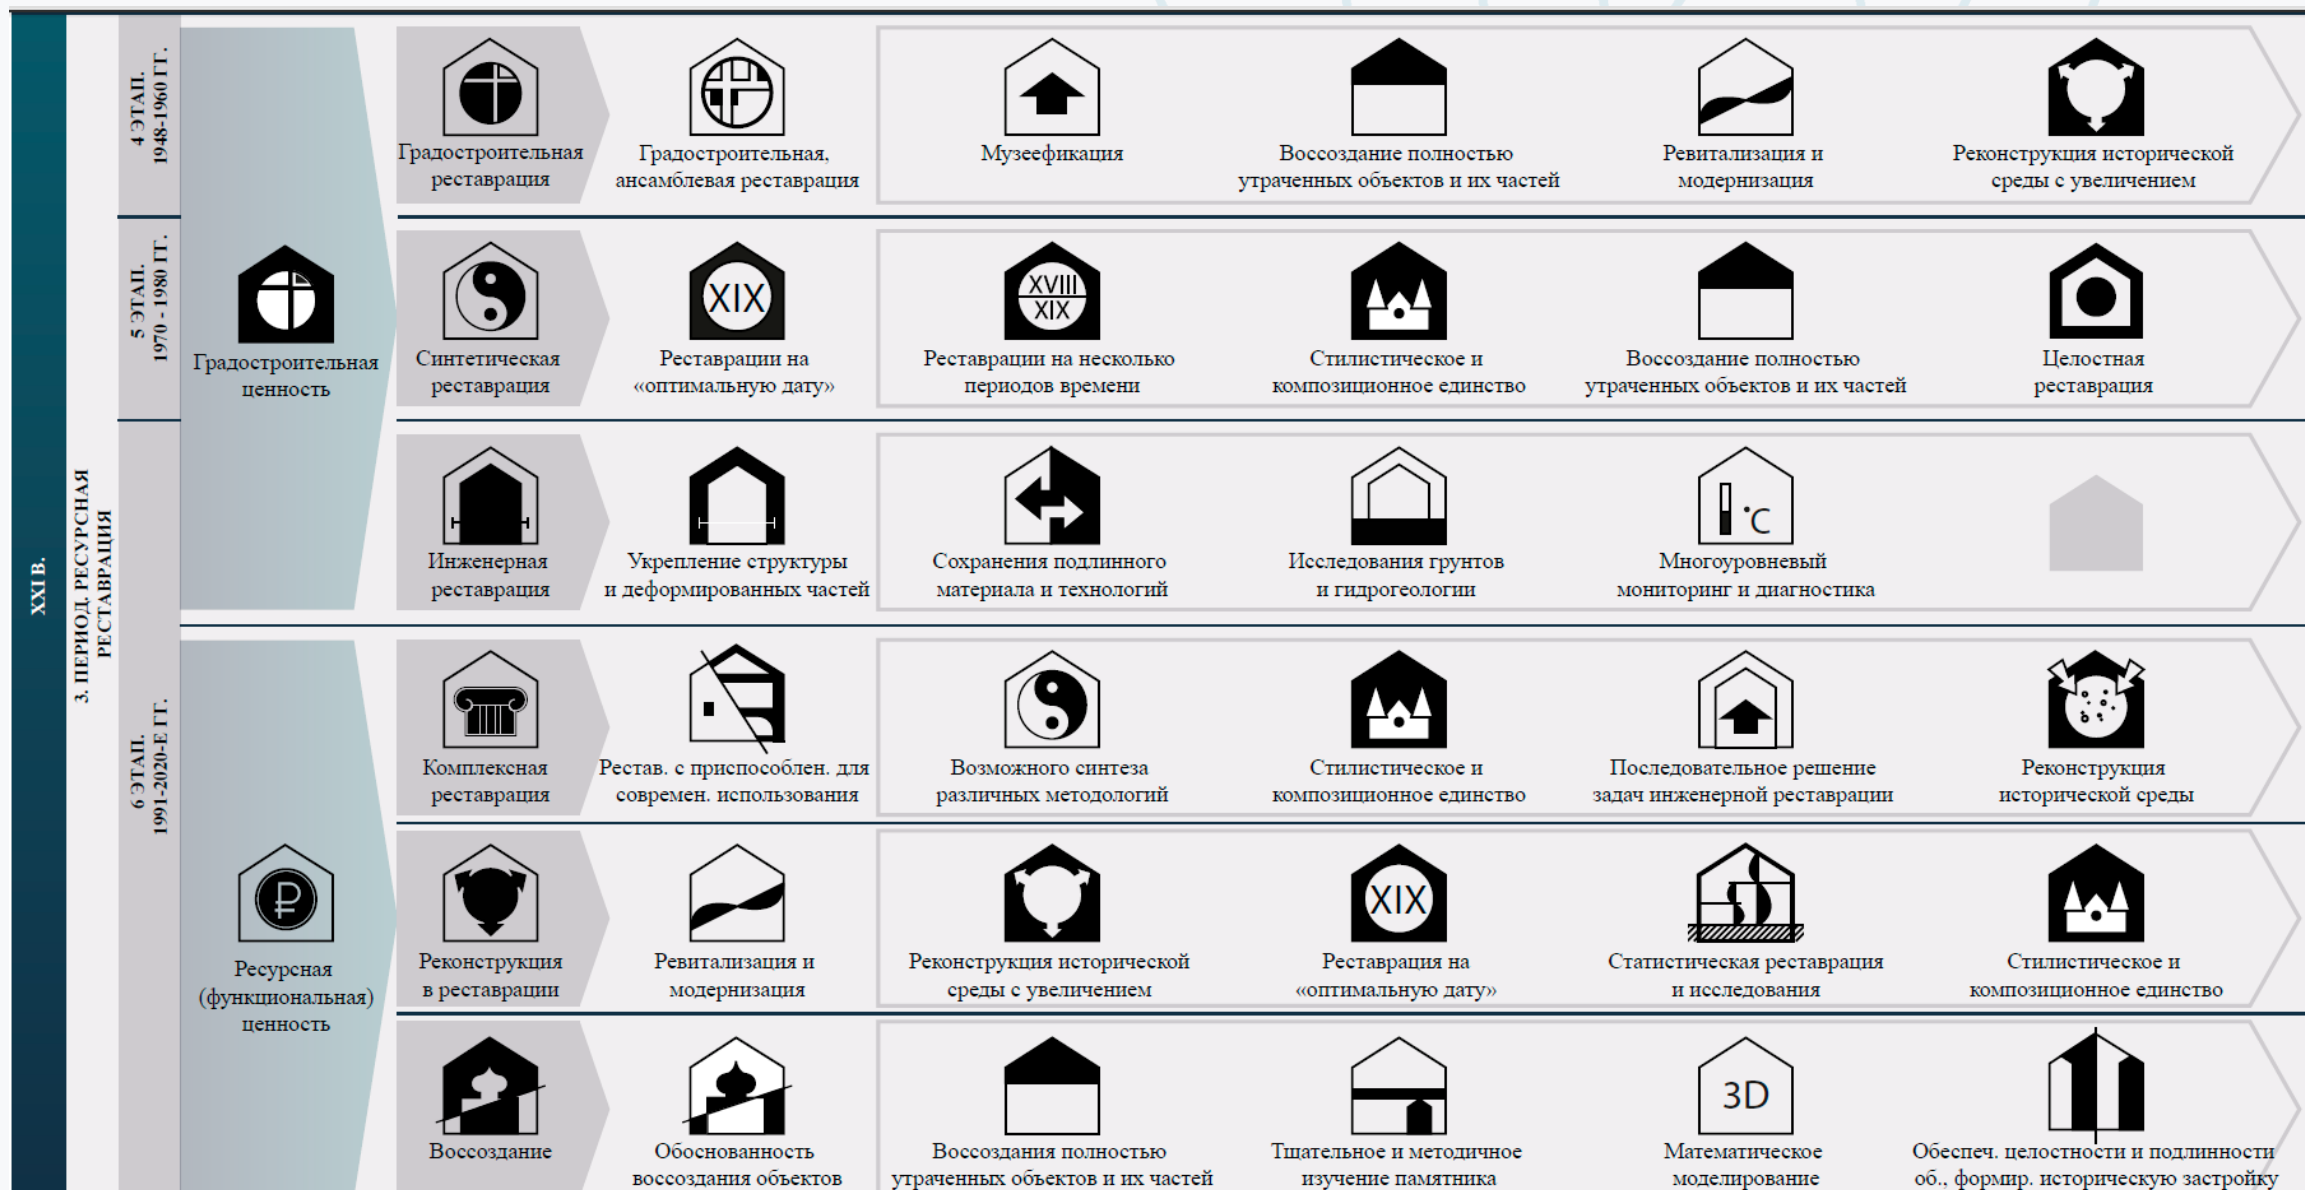 XXI В.
3. ПЕРИОД. РЕСУРСНАЯ
РЕСТАВРАЦИЯ
4 ЭТАП.
1948-1960 ГГ.
Градостроительная
реставрация
Градостроительная,
ансамблевая реставрация
Музеефикация
Воссоздание полностью
утраченных объектов и их частей
Ревитализация и
модернизация
Реконструкция исторической
среды с увеличением
5 ЭТАП.
1970 - 1980 ГГ.
Градостроительная
ценность
Синтетическая
реставрация
XIX
Реставрации на
«оптимальную дату»
XVIII
XIX
Реставрации на несколько
периодов времени
Стилистическое и
композиционное единство
Воссоздание полностью
утраченных объектов и их частей
Целостная
реставрация
6 ЭТАП.
1991-2020-Е ГГ.
Инженерная
реставрация
Укрепление структуры
и деформированных частей
Сохранения подлинного
материала и технологий
Исследования грунтов
и гидрогеологии
°C
Многоуровневый
мониторинг и диагностика
Ресурсная
(функциональная)
ценность
Комплексная
реставрация
Рестав. с приспособлен. для
современ. использования
Возможного синтеза
различных методологий
Стилистическое и
композиционное единство
Последовательное решение
задач инженерной реставрации
Реконструкция
исторической среды
Реконструкция
в реставрации
Ревитализация и
модернизация
Реконструкция исторической
среды с увеличением
XIX
Реставрация на
«оптимальную дату»
Статистическая реставрация
и исследования
Стилистическое и
композиционное единство
Воссоздание
Обоснованность
воссоздания объектов
Воссоздания полностью
утраченных объектов и их частей
Тщательное и методичное
изучение памятника
3D
Математическое
моделирование
Обеспеч. целостности и подлинности
об., формир. историческую застройку